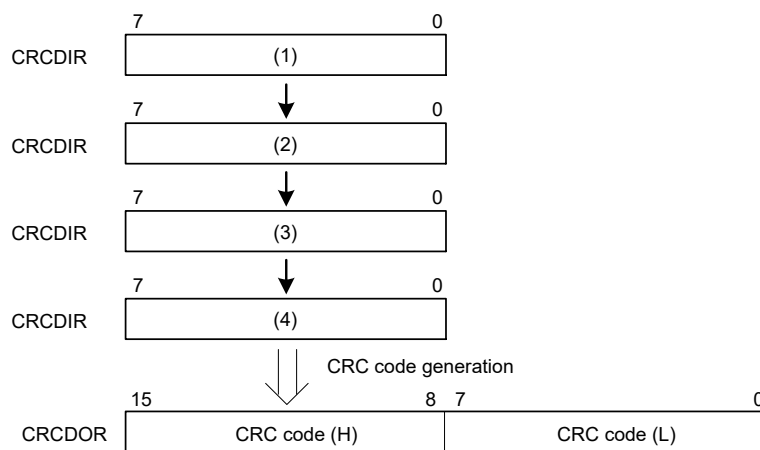 7 0
CRCDIR (1)
7 0
CRCDIR (2)
7 0
CRCDIR (3)
7 0
CRCDIR (4)
CRC code generation
15 8 7 0
CRCDOR CRC code (H) CRC code (L)